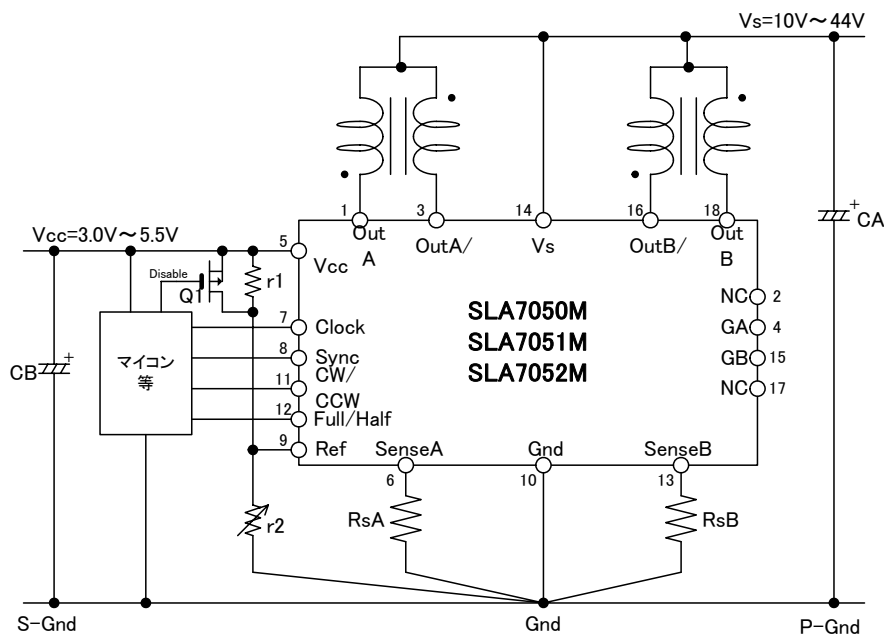 Vs=10V～44V
Vcc=3.0V～5.5V
CA
+
1
3
14
16
18
Out
A
OutA/
Vs
OutB/
Out
B
5
Vcc
Disable
Q1
r1
SLA7050M
SLA7051M
SLA7052M
NC
2
GA
4
GB
15
NC
17
7
Clock
8
Sync
11
CW/
CCW
12
Full/Half
9
Ref
マイコン
等
CB
+
SenseA
Gnd
SenseB
6
10
13
RsA
RsB
r2
S-Gnd
Gnd
P-Gnd